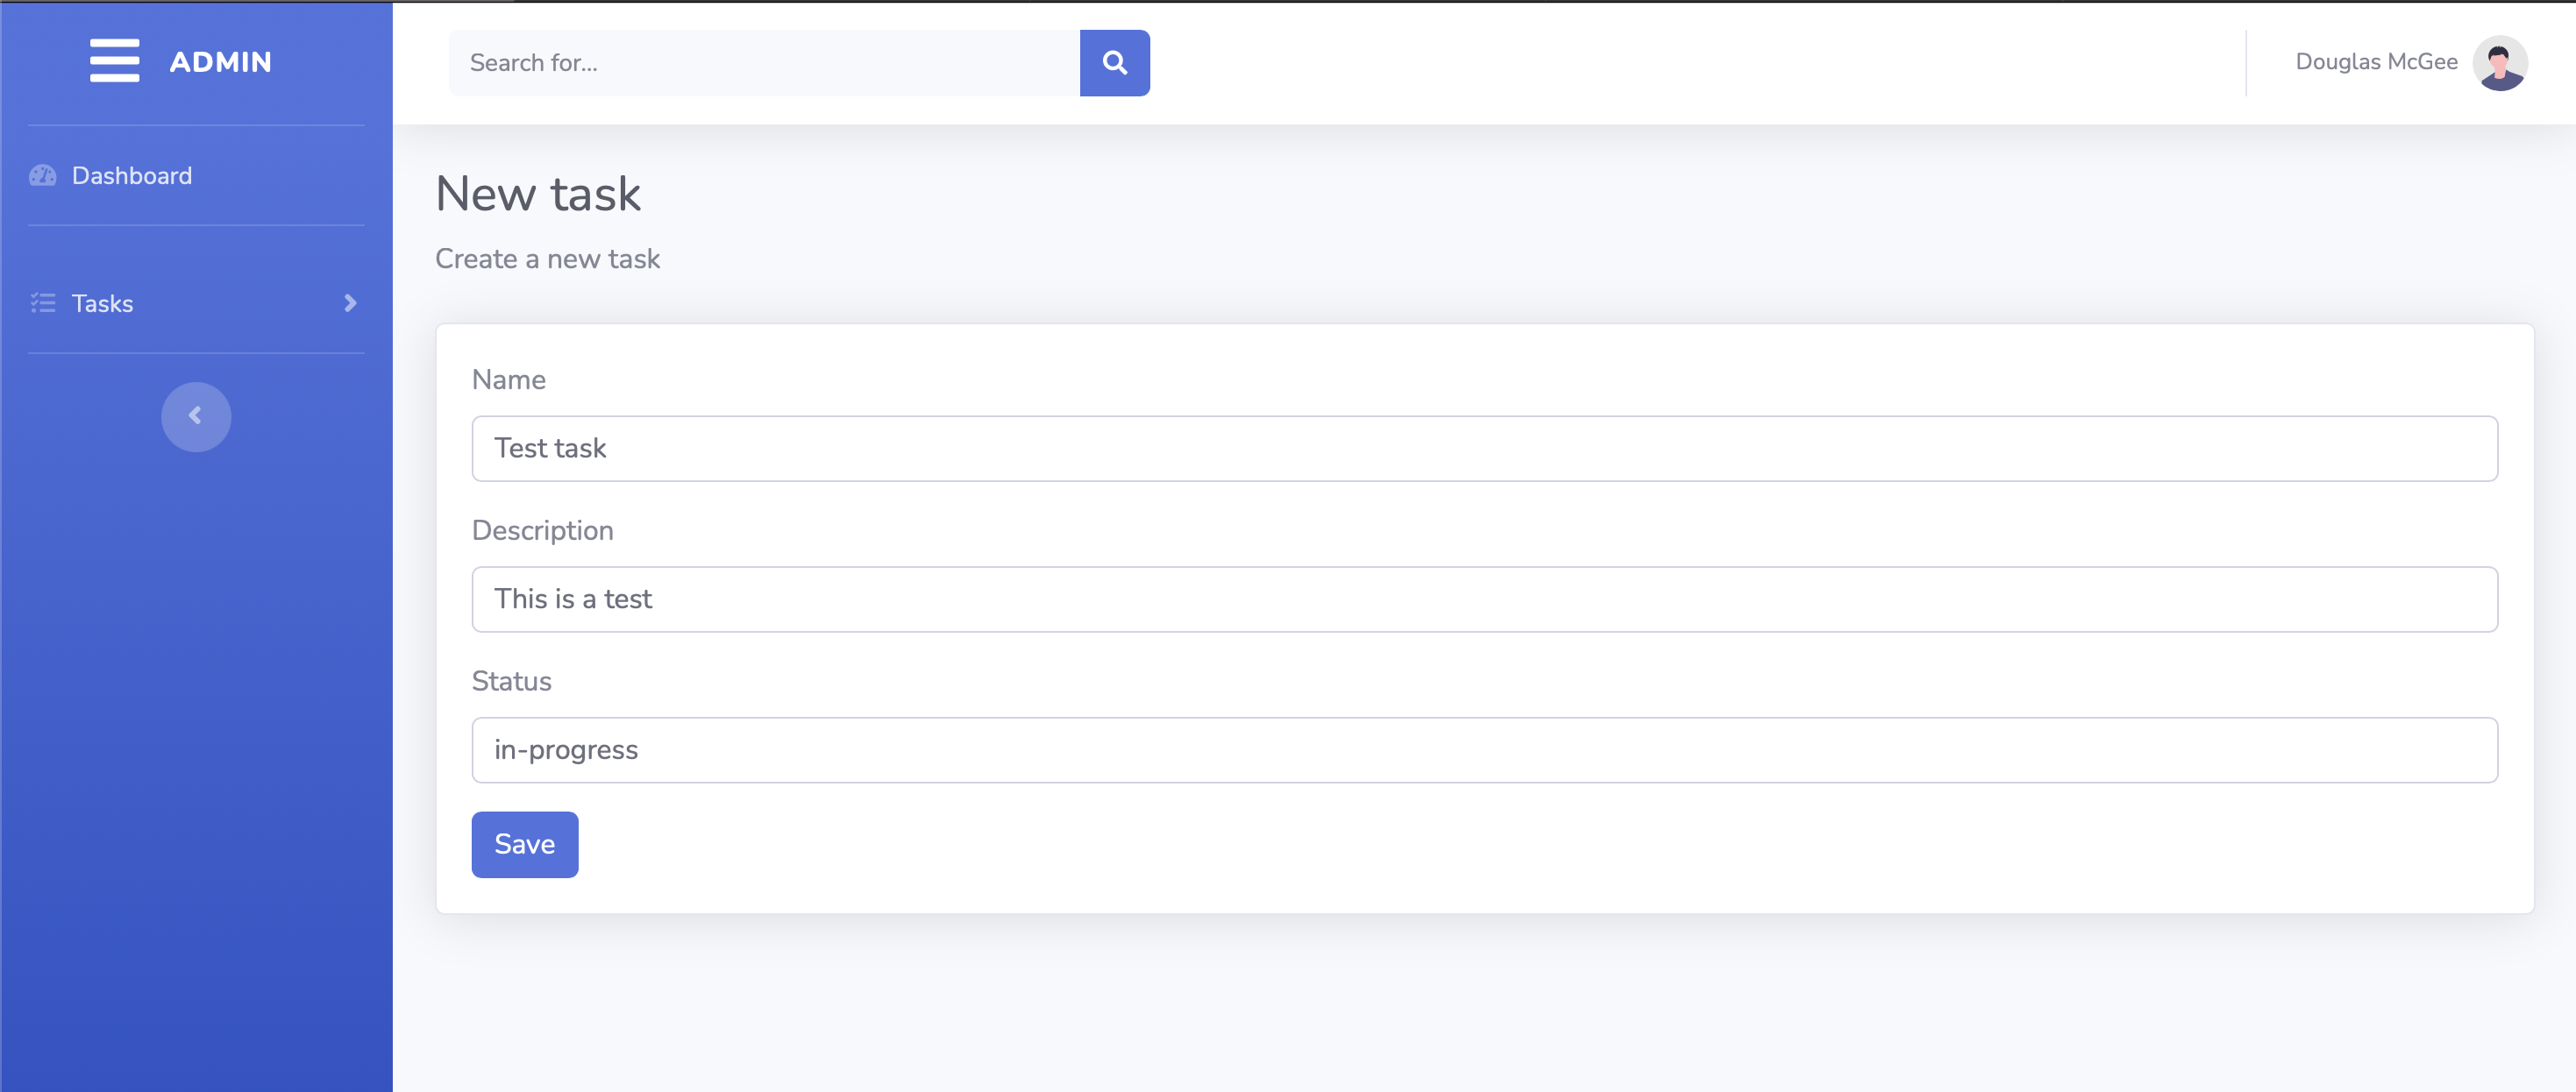 ADMIN
Search for...
Douglas McGee
Dashboard
Tasks
New task
Create a new task
Name
Test task
Description
This is a test
Status
in-progress
Save